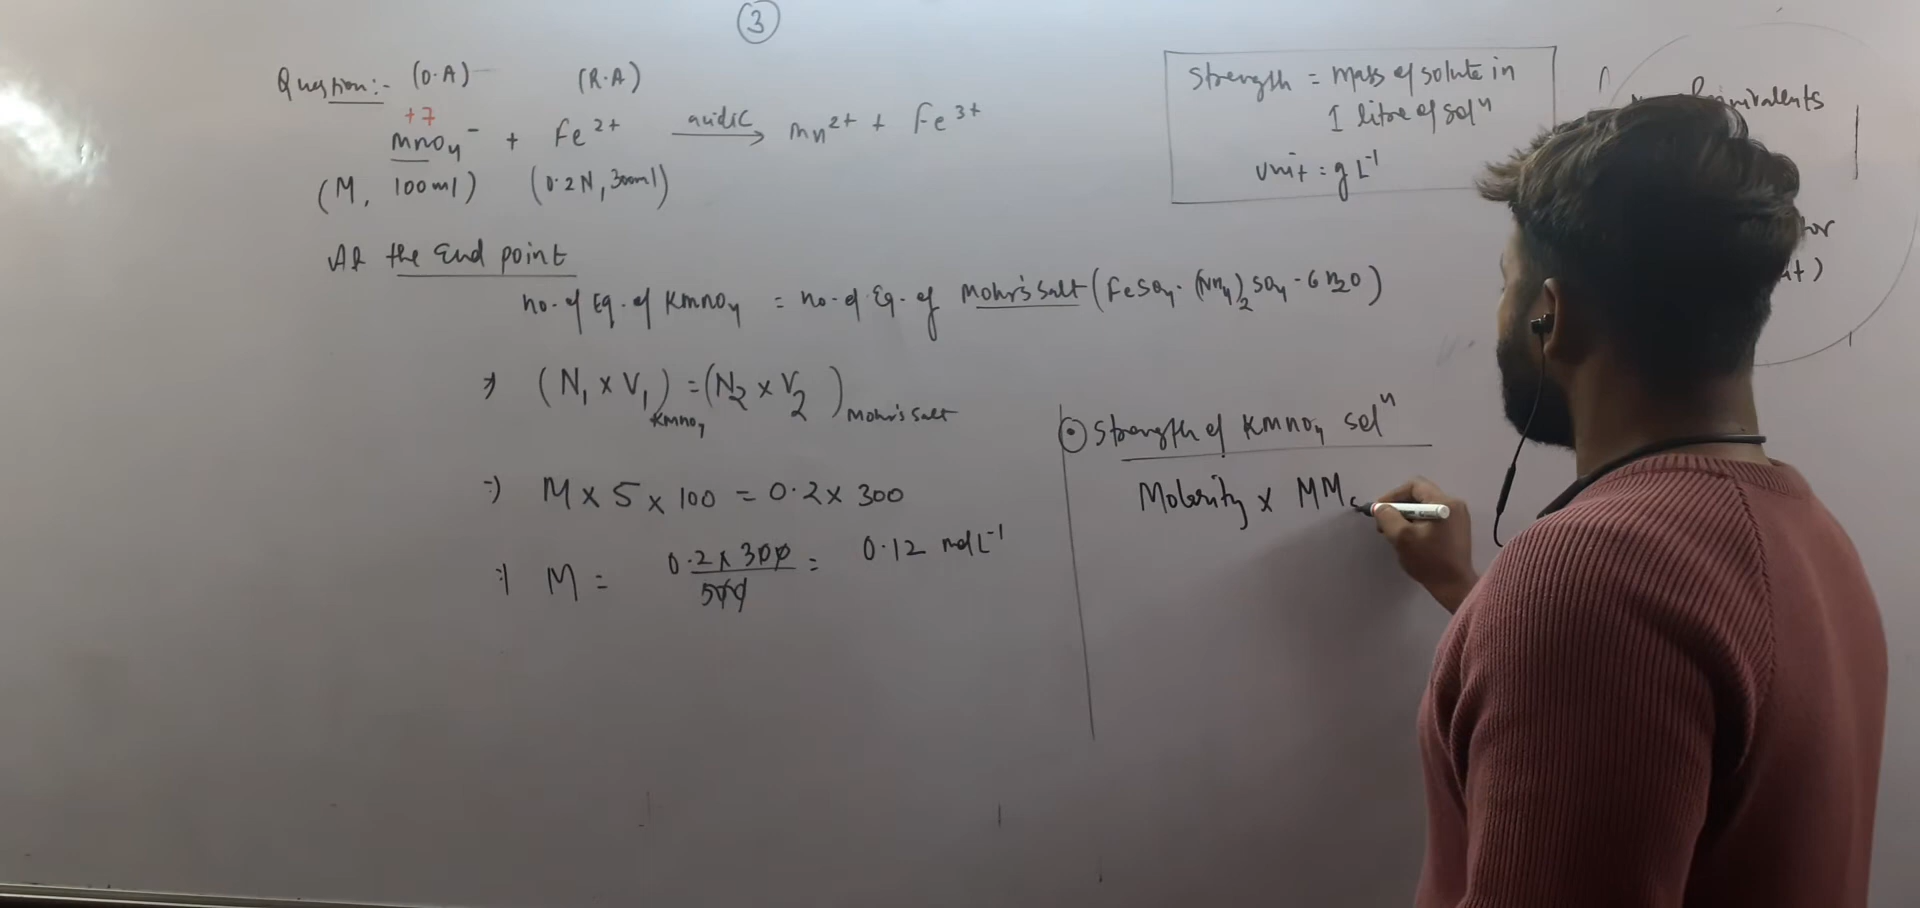 3
Question:- (O.A) (R.A)
+7
MnO4⁻ + Fe²⁺ acidic → Mn²⁺ + Fe³⁺
(M, 100ml) (0.2N, 300ml)
At the End point
no. of Eq. of KMnO4 = no. of Eq. of Mohr's Salt (FeSO4. (NH4)2SO4 - 6H2O)
⇒ (N1 × V1)KMnO4 = (N2 × V2)Mohr's Salt
⇒ M × 5 × 100 = 0.2 × 300
⇒ M = 0.2 × 300 / 500 = 0.12 mol L⁻¹
Strength = Mass of solute in
1 litre of solⁿ
Unit = g L⁻¹
Strength of KMnO4 solⁿ
Molarity × MM